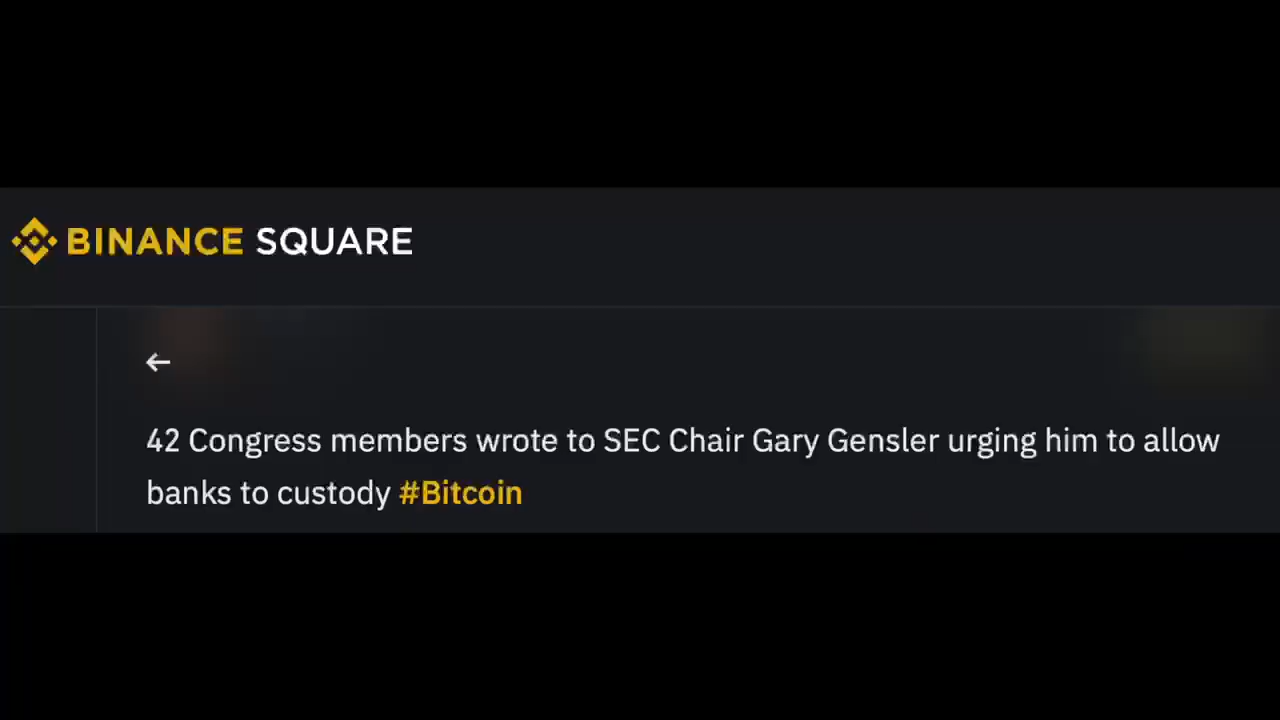 BINANCE SQUARE
42 Congress members wrote to SEC Chair Gary Gensler urging him to allow
banks to custody #Bitcoin